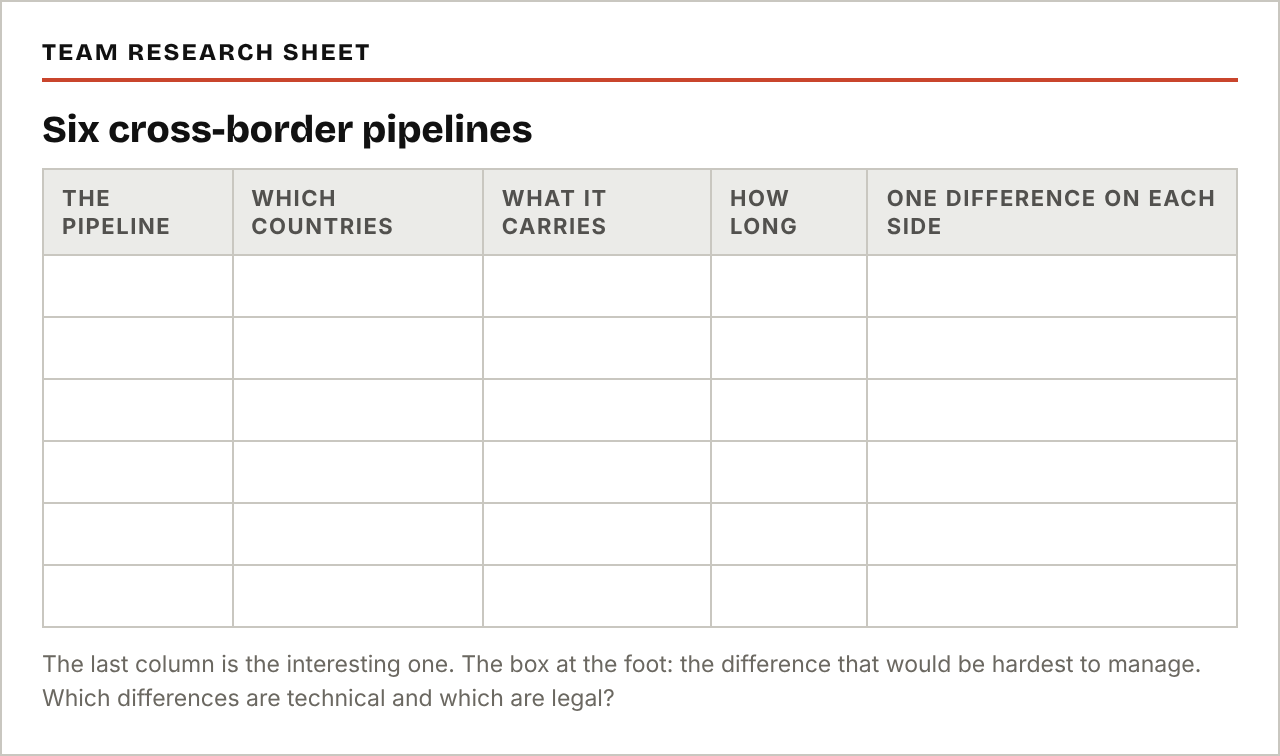 TEAM RESEARCH SHEET
Six cross-border pipelines
THE PIPELINE
WHICH COUNTRIES
WHAT IT CARRIES
HOW LONG
ONE DIFFERENCE ON EACH SIDE
The last column is the interesting one. The box at the foot: the difference that would be hardest to manage.
Which differences are technical and which are legal?